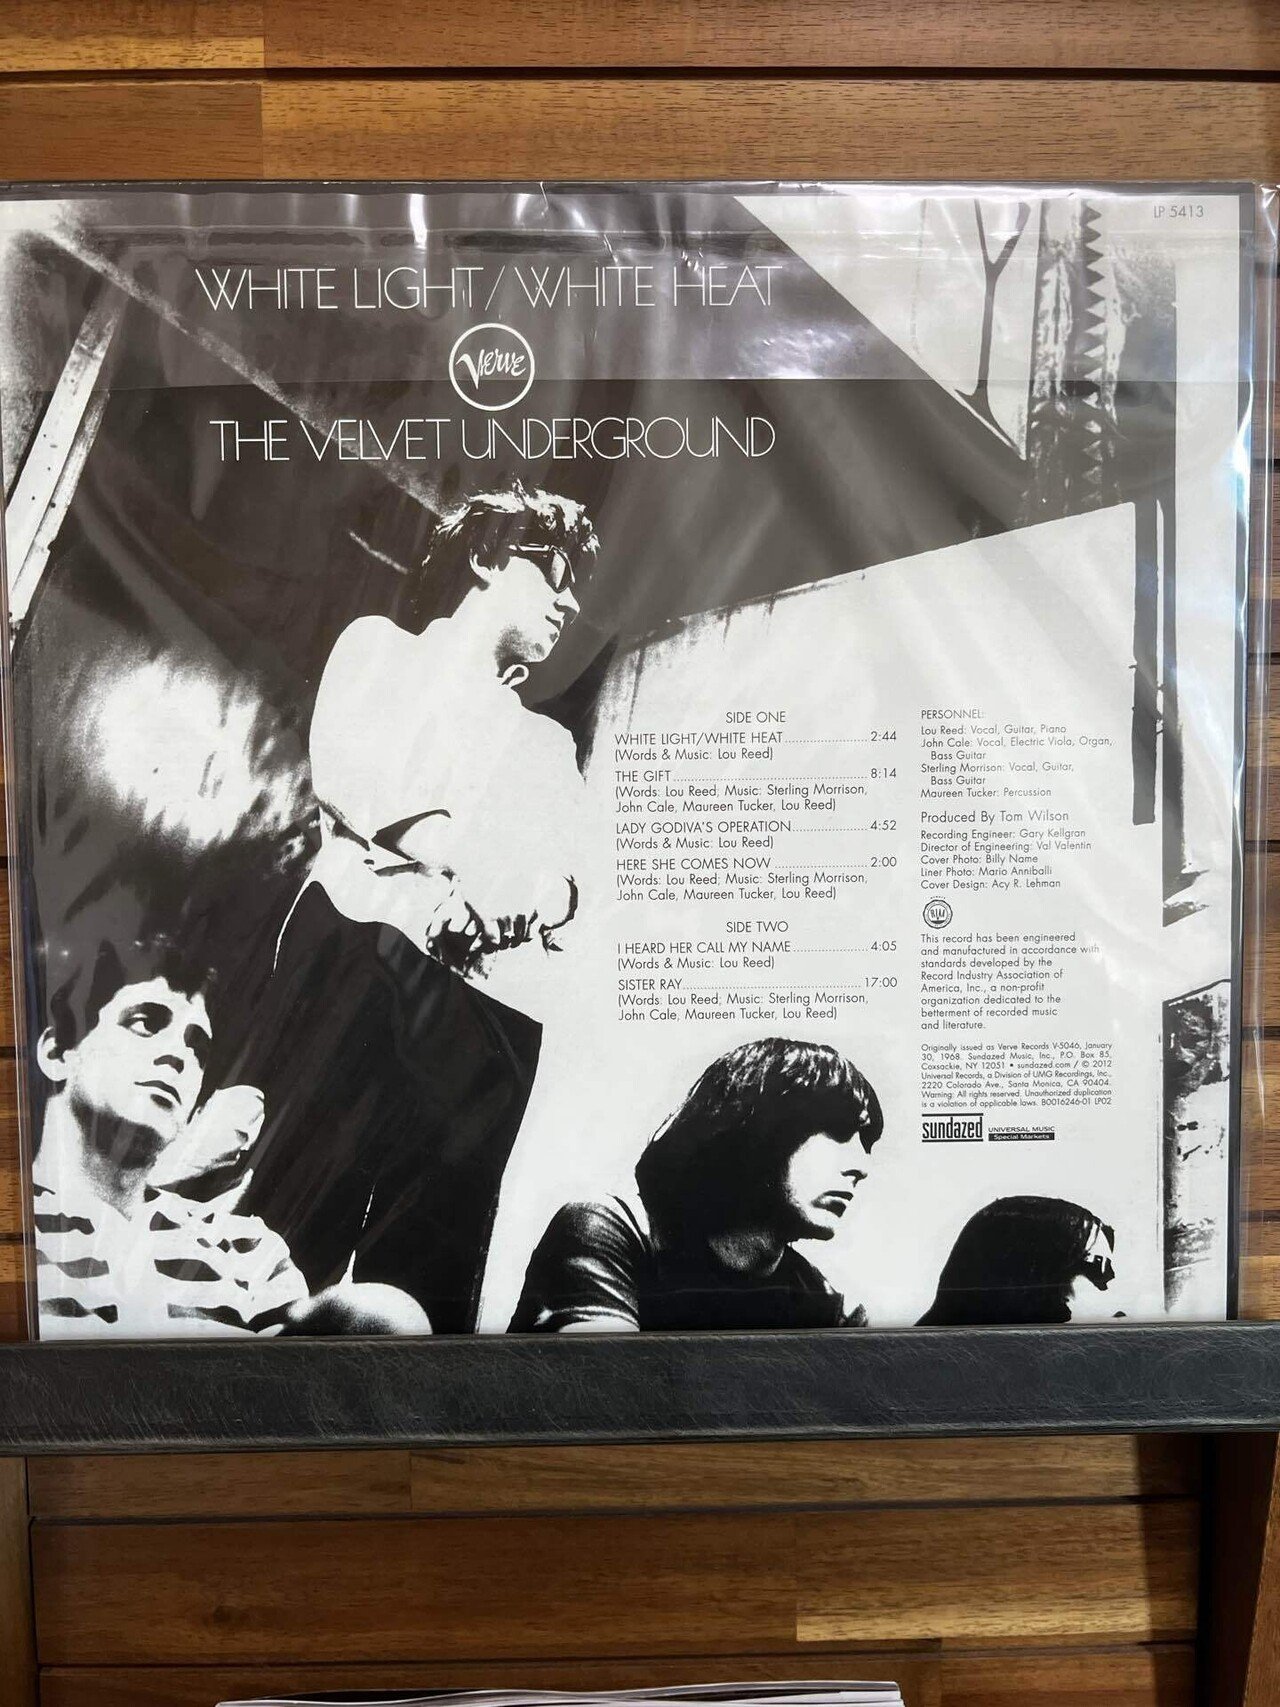 LP 5413
WHITE LIGHT/WHITE HEAT
Verve
THE VELVET UNDERGROUND
SIDE ONE
WHITE LIGHT/WHITE HEAT.....................2:44
(Words & Music: Lou Reed)
THE GIFT.................................................8:14
(Words: Lou Reed; Music: Sterling Morrison,
John Cale, Maureen Tucker, Lou Reed)
LADY GODIVA'S OPERATION...................4:52
(Words & Music: Lou Reed)
HERE SHE COMES NOW .......................2:00
(Words: Lou Reed; Music: Sterling Morrison,
John Cale, Maureen Tucker, Lou Reed)
SIDE TWO
I HEARD HER CALL MY NAME...................4:05
(Words & Music: Lou Reed)
SISTER RAY..............................................17:00
(Words: Lou Reed; Music: Sterling Morrison,
John Cale, Maureen Tucker, Lou Reed)
PERSONNEL:
Lou Reed: Vocal, Guitar, Piano
John Cale: Vocal, Electric Viola, Organ,
Bass Guitar
Sterling Morrison: Vocal, Guitar,
Bass Guitar
Maureen Tucker: Percussion
Produced By Tom Wilson
Recording Engineer: Gary Kellgran
Director of Engineering: Val Valentin
Cover Photo: Billy Name
Liner Photo: Mario Anniballi
Cover Design: Acy R. Lehman
This record has been engineered
and manufactured in accordance with
standards developed by the
Record Industry Association of
America, Inc., a non-profit
organization dedicated to the
betterment of recorded music
and literature.
Originally issued as Verve Records V-5046, January
30, 1968. Sundazed Music, Inc., P.O. Box 85,
Coxsackie, NY 12051 • sundazed.com / © 2012
Universal Records, a Division of UMG Recordings, Inc.,
2220 Colorado Ave., Santa Monica, CA 90404.
Warning: All rights reserved. Unauthorized duplication
is a violation of applicable laws. B0016246-01 LP02
sundazed
UNIVERSAL MUSIC
Special Markets